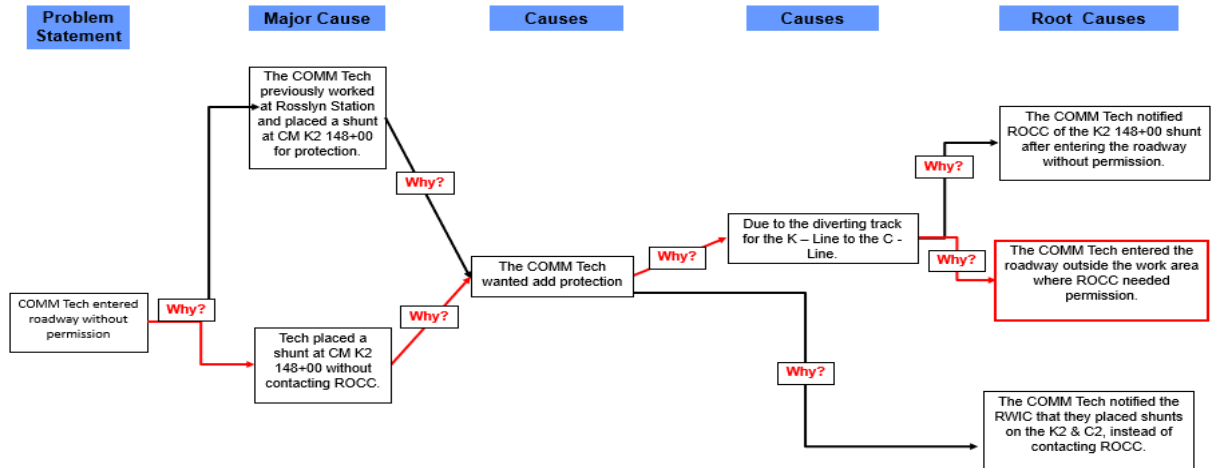 Problem
Statement
Major Cause
Causes
Causes
Root Causes
The COMM Tech
previously worked
at Rosslyn Station
and placed a shunt
at CM K2 148+00
for protection.
The COMM Tech notified
ROCC of the K2 148+00 shunt
after entering the roadway
without permission.
Why?
Why?
Due to the diverting track
for the K – Line to the C -
Line.
Why?
Why?
The COMM Tech entered the
roadway outside the work area
where ROCC needed
permission.
The COMM Tech
wanted add protection
COMM Tech entered
roadway without
permission
Why?
Why?
Tech placed a
shunt at CM K2
148+00 without
contacting ROCC.
Why?
The COMM Tech notified the
RWIC that they placed shunts
on the K2 & C2, instead of
contacting ROCC.